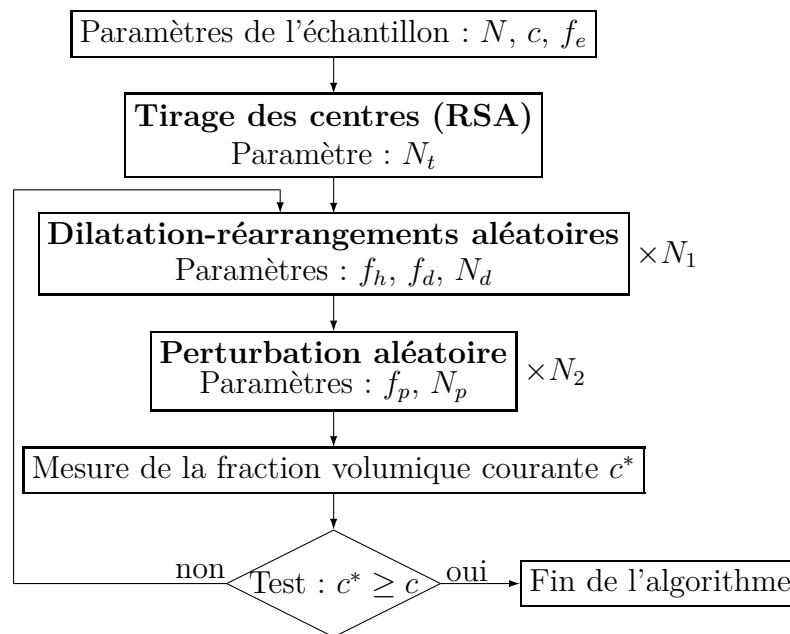 Paramètres de l'échantillon : N, c, f_e
Tirage des centres (RSA)
Paramètre : N_t
Dilatation-réarrangements aléatoires
Paramètres : f_h, f_d, N_d
×N_1
Perturbation aléatoire
Paramètres : f_p, N_p
×N_2
Mesure de la fraction volumique courante c*
non
Test : c* ≥ c
oui
Fin de l'algorithme